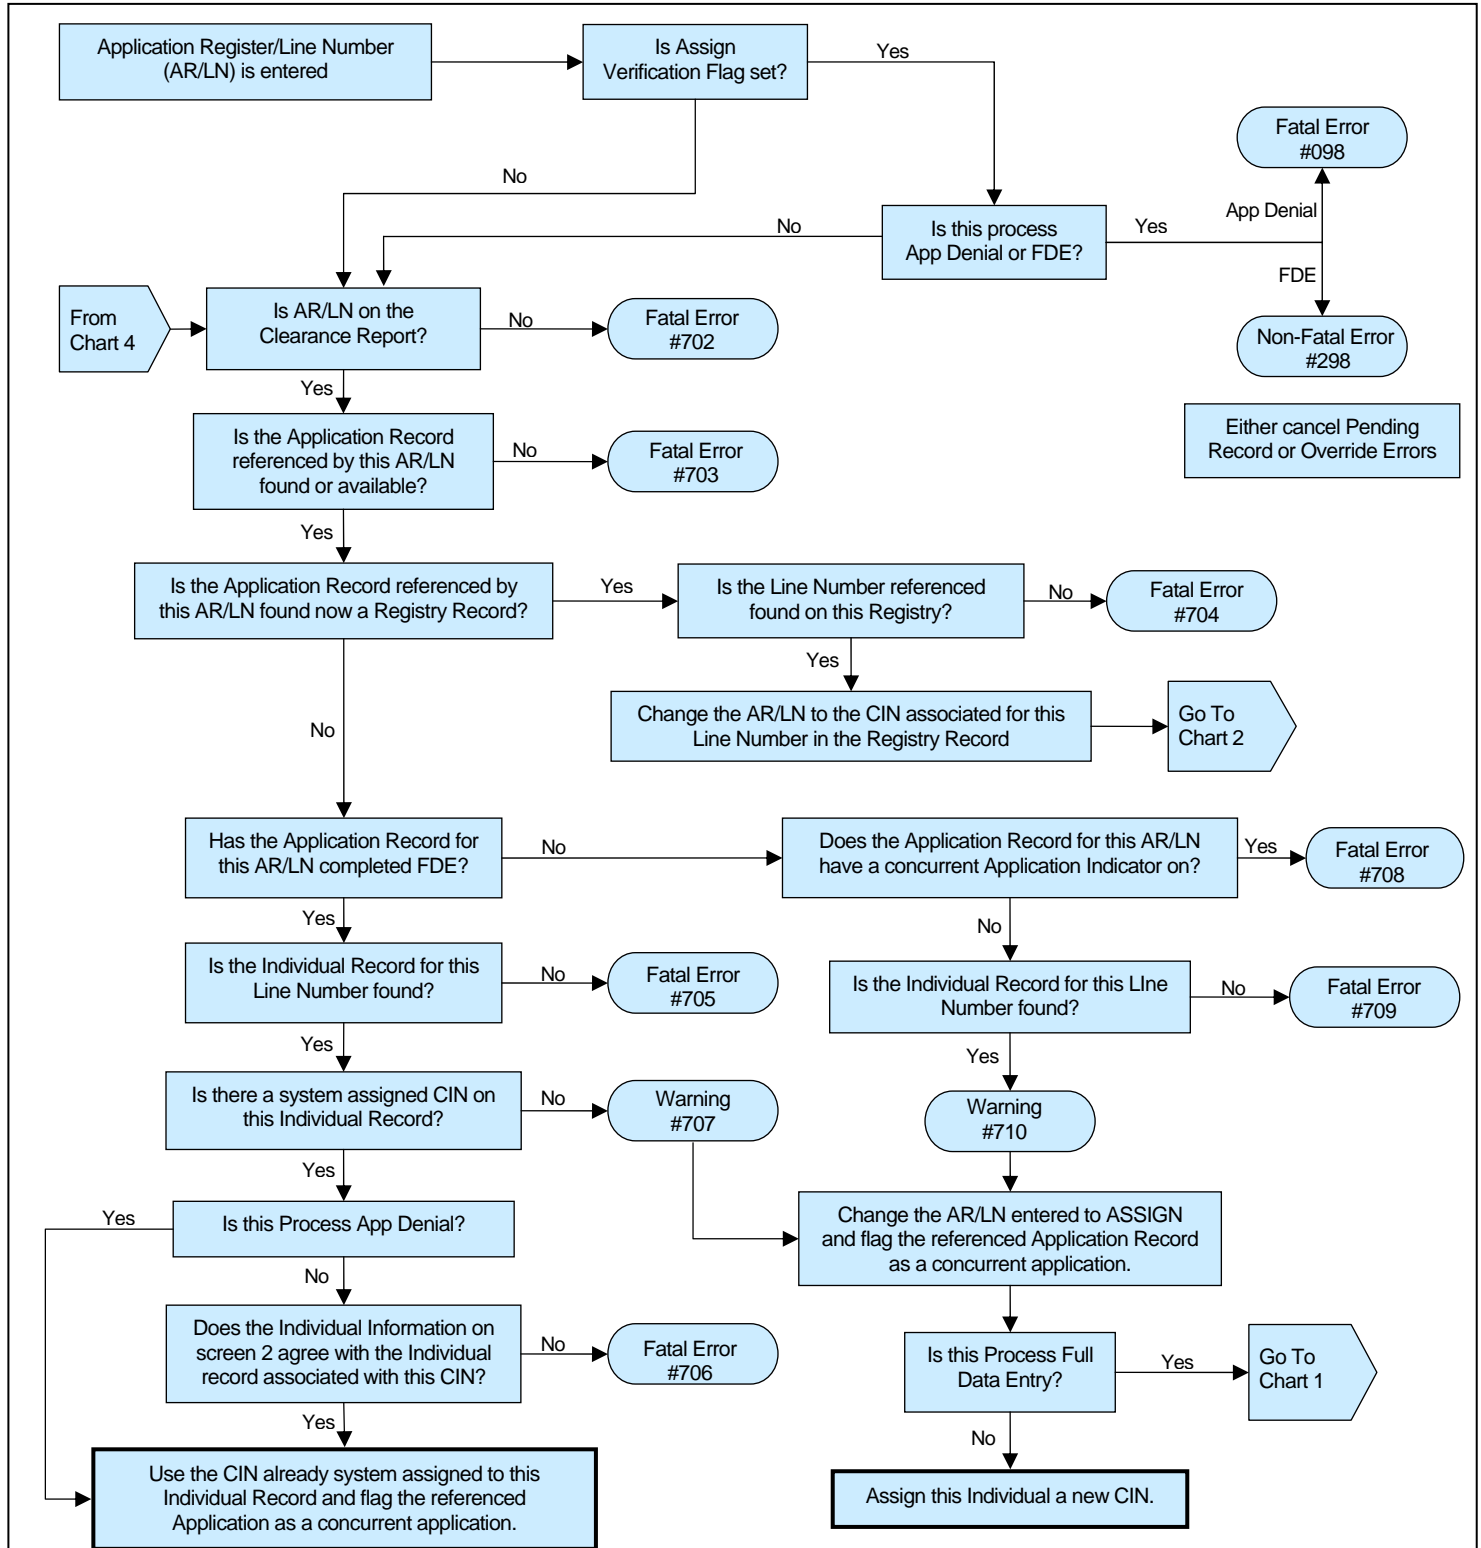 Application Register/Line Number
(AR/LN) is entered
Is Assign
Verification Flag set?
Yes
No
Fatal Error
#098
App Denial
Is this process
App Denial or FDE?
Yes
No
FDE
Non-Fatal Error
#298
Either cancel Pending
Record or Override Errors
From
Chart 4
Is AR/LN on the
Clearance Report?
No
Fatal Error
#702
Yes
Is the Application Record
referenced by this AR/LN
found or available?
No
Fatal Error
#703
Yes
Is the Application Record referenced by
this AR/LN found now a Registry Record?
Yes
Is the Line Number referenced
found on this Registry?
No
Fatal Error
#704
Yes
Change the AR/LN to the CIN associated for this
Line Number in the Registry Record
Go To
Chart 2
No
Has the Application Record for
this AR/LN completed FDE?
No
Does the Application Record for this AR/LN
have a concurrent Application Indicator on?
Yes
Fatal Error
#708
Yes
No
Is the Individual Record for this
Line Number found?
No
Fatal Error
#705
Is the Individual Record for this LIne
Number found?
No
Fatal Error
#709
Yes
Yes
Is there a system assigned CIN on
this Individual Record?
No
Warning
#707
Warning
#710
Yes
Is this Process App Denial?
Yes
Change the AR/LN entered to ASSIGN
and flag the referenced Application Record
as a concurrent application.
No
Does the Individual Information on
screen 2 agree with the Individual
record associated with this CIN?
No
Fatal Error
#706
Is this Process Full
Data Entry?
Yes
Go To
Chart 1
Yes
No
Use the CIN already system assigned to this
Individual Record and flag the referenced
Application as a concurrent application.
Assign this Individual a new CIN.